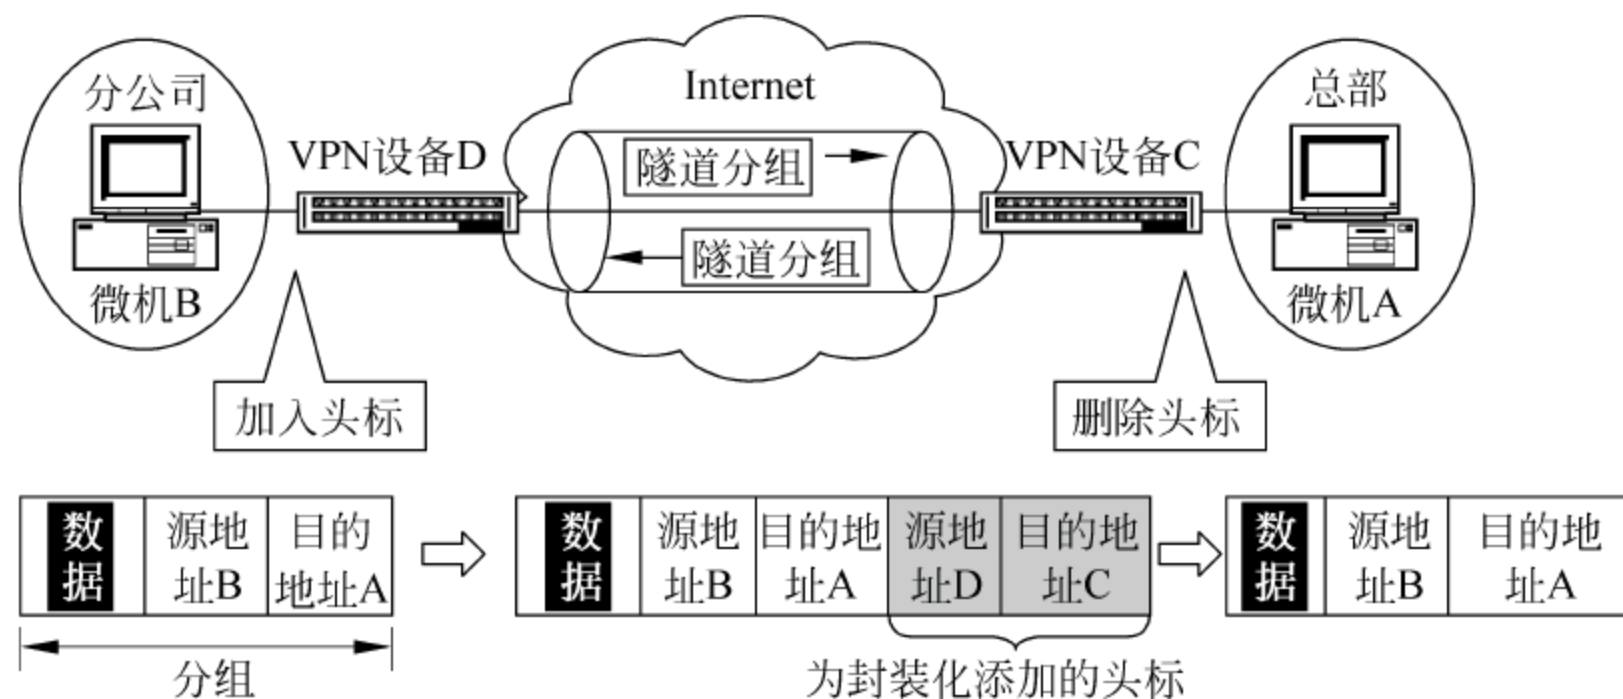 Internet
分公司
总部
VPN设备D
VPN设备C
隧道分组
隧道分组
微机B
微机A
加入头标
删除头标
数据
源地址B
目的地址A
数据
源地址B
目的地址A
源地址D
目的地址C
数据
源地址B
目的地址A
分组
为封装化添加的头标